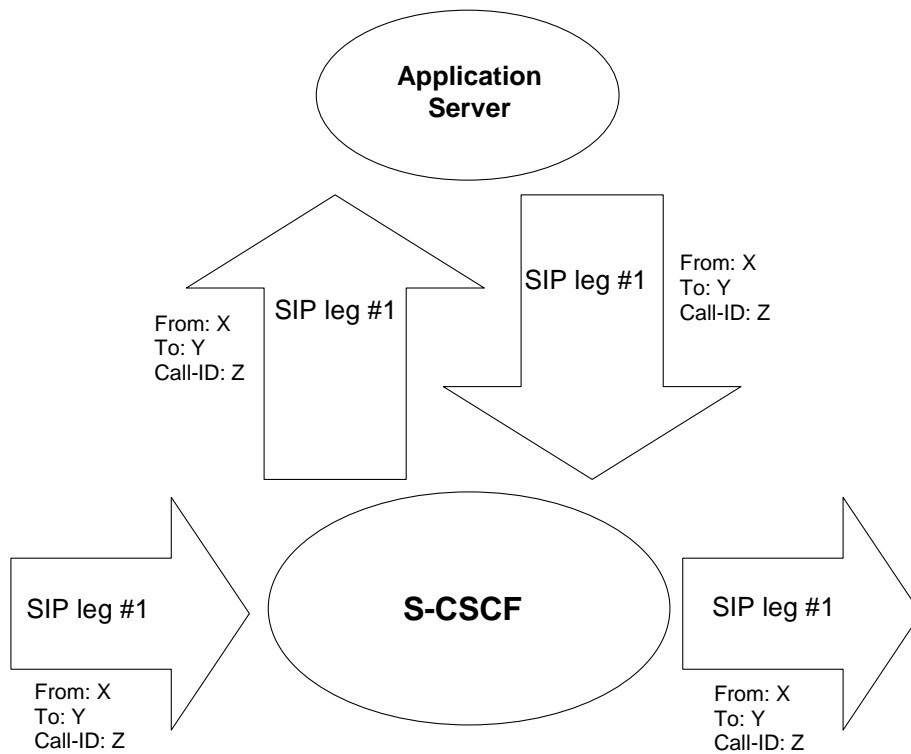 Application
Server
SIP leg #1
From: X
To: Y
Call-ID: Z
SIP leg #1
From: X
To: Y
Call-ID: Z
SIP leg #1
From: X
To: Y
Call-ID: Z
S-CSCF
SIP leg #1
From: X
To: Y
Call-ID: Z